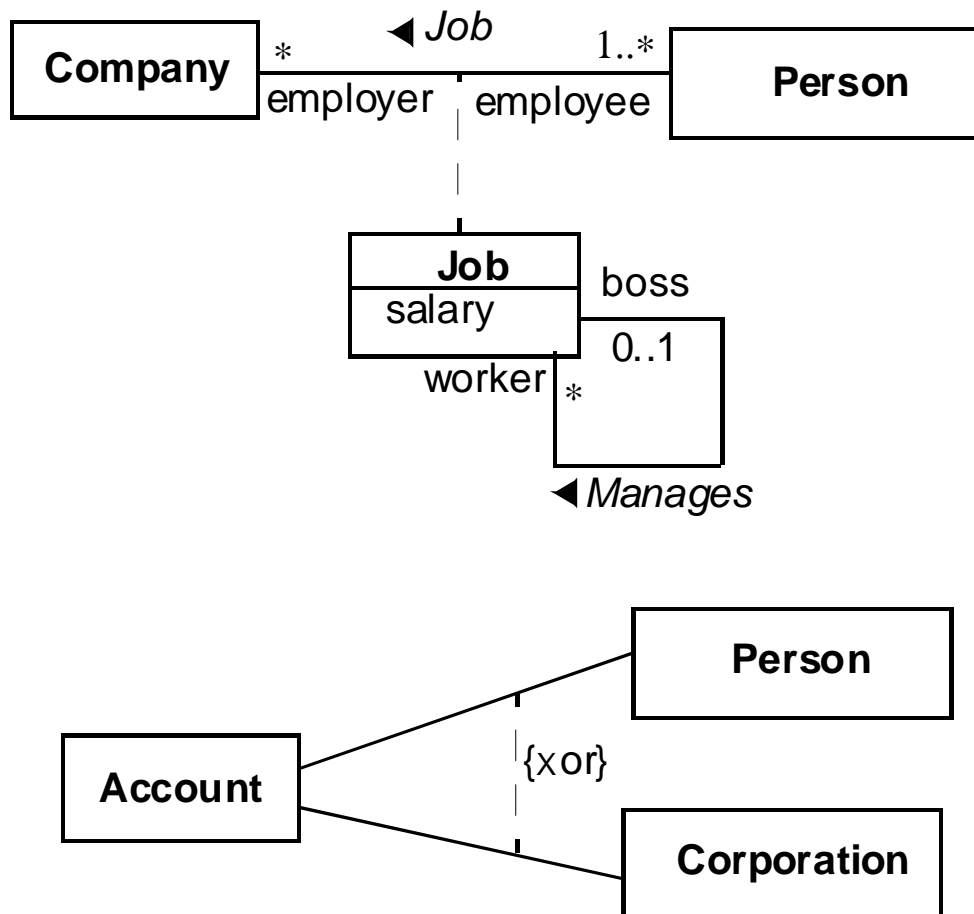 Job
* 1..*
Company Person
employer employee
Job
salary
boss
0..1
worker
*
Manages
Person
{xor}
Account
Corporation